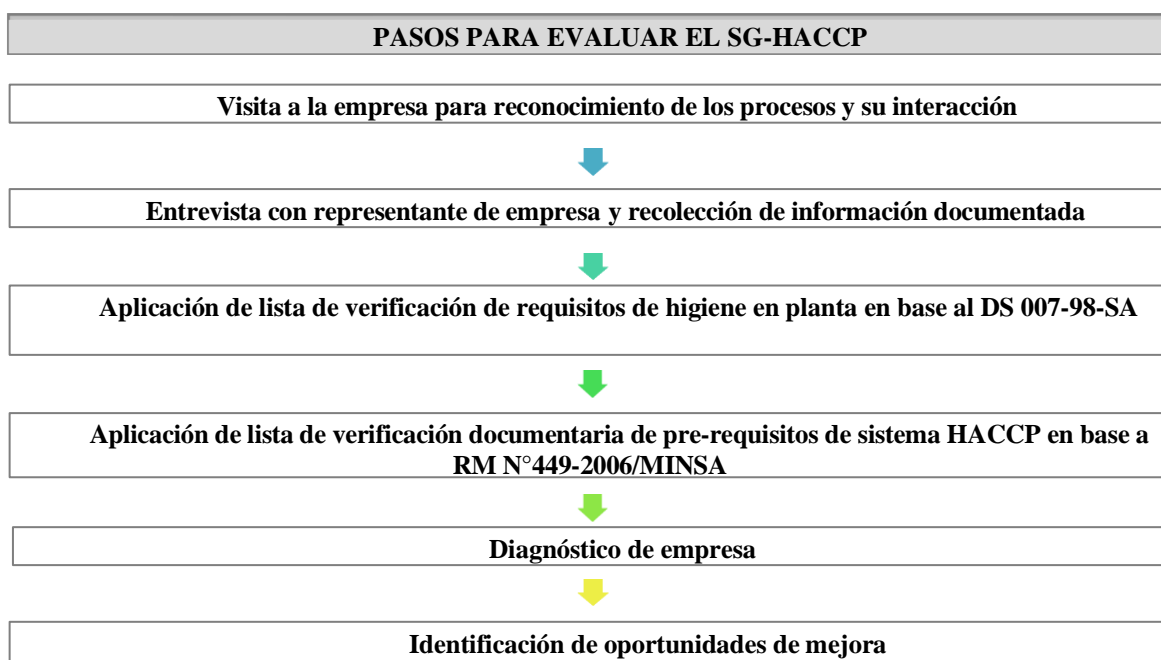 PASOS PARA EVALUAR EL SG-HACCP
Visita a la empresa para reconocimiento de los procesos y su interacción
Entrevista con representante de empresa y recolección de información documentada
Aplicación de lista de verificación de requisitos de higiene en planta en base al DS 007-98-SA
Aplicación de lista de verificación documentaria de pre-requisitos de sistema HACCP en base a
RM N°449-2006/MINSA
Diagnóstico de empresa
Identificación de oportunidades de mejora